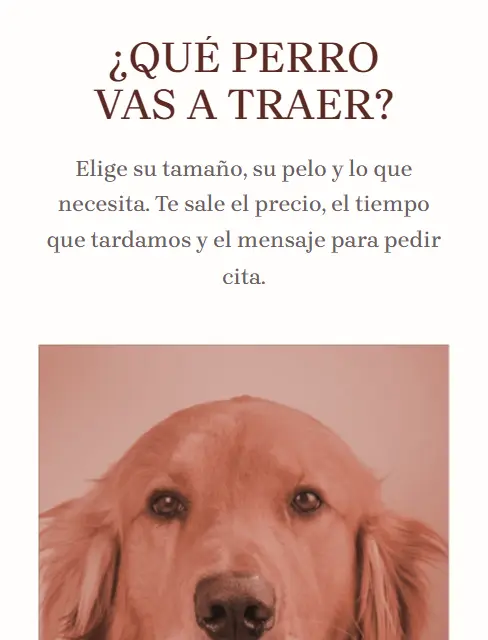 ¿QUÉ PERRO
VAS A TRAER?
Elige su tamaño, su pelo y lo que
necesita. Te sale el precio, el tiempo
que tardamos y el mensaje para pedir
cita.